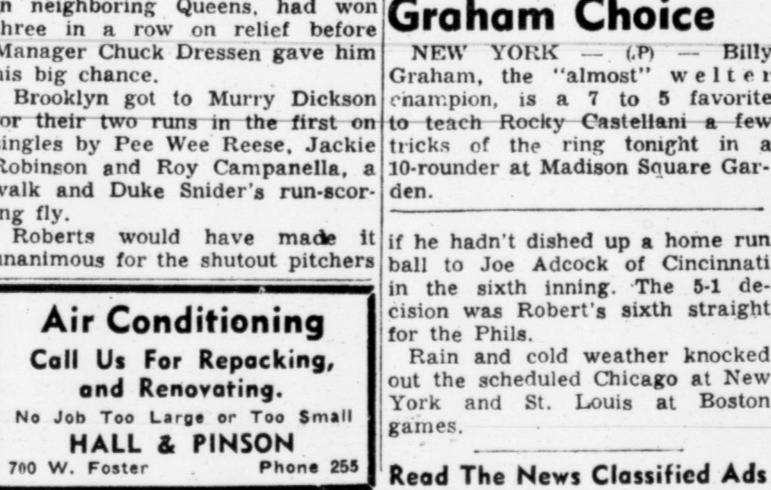 n neighboring Queens, had won
hree in a row on relief before
Manager Chuck Dressen gave him
his big chance.
Brooklyn got to Murry Dickson
or their two runs in the first on
singles by Pee Wee Reese, Jackie
Robinson and Roy Campanella, a
walk and Duke Snider's run-scor-
ng fly.
Roberts would have made it
unanimous for the shutout pitchers
Air Conditioning
Call Us For Repacking,
and Renovating.
No Job Too Large or Too Small
HALL & PINSON
700 W. Foster Phone 255
Graham Choice
NEW YORK — (.P) — Billy
Graham, the "almost" welter
champion, is a 7 to 5 favorite
to teach Rocky Castellani a few
tricks of the ring tonight in a
10-rounder at Madison Square Gar-
den.
if he hadn't dished up a home run
ball to Joe Adcock of Cincinnati
in the sixth inning. The 5-1 de-
cision was Robert's sixth straight
for the Phils.
Rain and cold weather knocked
out the scheduled Chicago at New
York and St. Louis at Boston
games.
Read The News Classified Ads